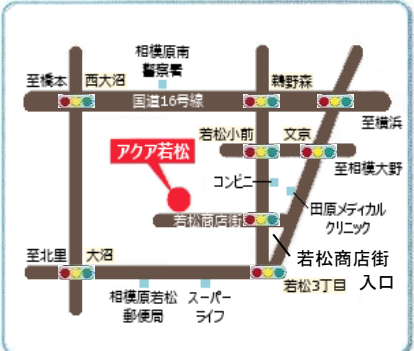 相模原南
警察署
至橋本
西大沼
鵜野森
国道16号線
至横浜
若松小前
文京
アクア若松
至相模大野
コンビニ
田原メディカル
クリニック
若松商店街
至北里
大沼
若松商店街
入口
若松3丁目
相模原若松
郵便局
スーパー
ライフ